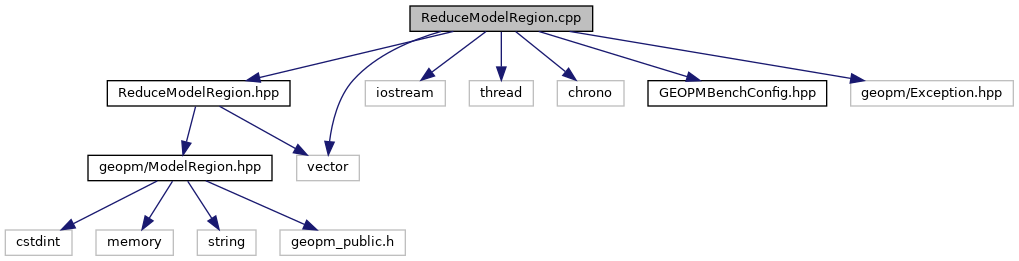 ReduceModelRegion.cpp
ReduceModelRegion.hpp
iostream
thread
chrono
GEOPMBenchConfig.hpp
geopm/Exception.hpp
geopm/ModelRegion.hpp
vector
cstdint
memory
string
geopm_public.h